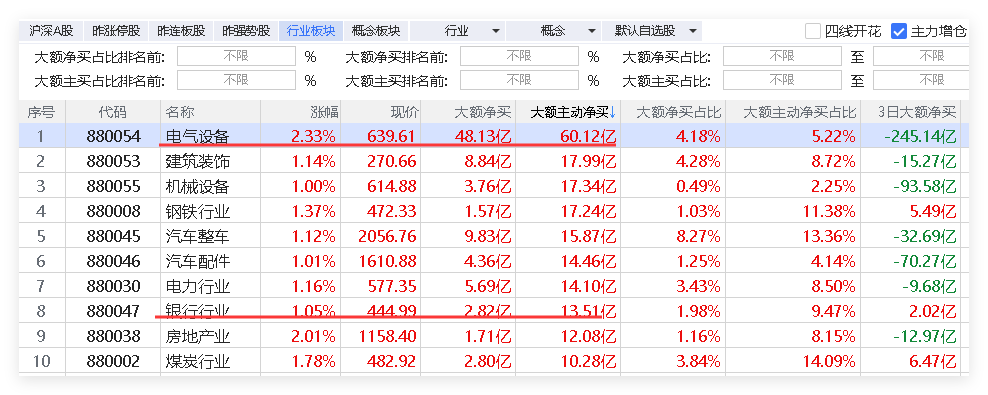 沪深A股 昨涨停股 昨连板股 昨强势股 行业板块 概念板块 行业 概念 默认自选股 四线开花 主力增仓
大额净买占比排名前: 不限 % 大额净买排名前: 不限 % 大额净买占比: 不限 至 不限
大额主买占比排名前: 不限 % 大额主买排名前: 不限 % 大额主买占比: 不限 至 不限
序号 代码 名称 涨幅 现价 大额净买 大额主动净买↓ 大额净买占比 大额主动净买占比 3日大额净买
1 880054 电气设备 2.33% 639.61 48.13亿 60.12亿 4.18% 5.22% -245.14亿
2 880053 建筑装饰 1.14% 270.66 8.84亿 17.99亿 4.28% 8.72% -15.27亿
3 880055 机械设备 1.00% 614.88 3.76亿 17.34亿 0.49% 2.25% -93.58亿
4 880008 钢铁行业 1.37% 472.33 1.57亿 17.24亿 1.03% 11.38% 5.49亿
5 880045 汽车整车 1.12% 2056.76 9.83亿 15.87亿 8.27% 13.36% -32.69亿
6 880046 汽车配件 1.01% 1610.88 4.36亿 14.46亿 1.25% 4.14% -70.27亿
7 880030 电力行业 1.16% 577.35 5.69亿 14.10亿 3.43% 8.50% -9.68亿
8 880047 银行行业 1.05% 444.99 2.82亿 13.51亿 1.98% 9.47% 2.02亿
9 880038 房地产业 2.01% 1158.40 1.71亿 12.08亿 1.16% 8.15% -12.97亿
10 880002 煤炭行业 1.78% 482.92 2.80亿 10.28亿 3.84% 14.09% 6.47亿